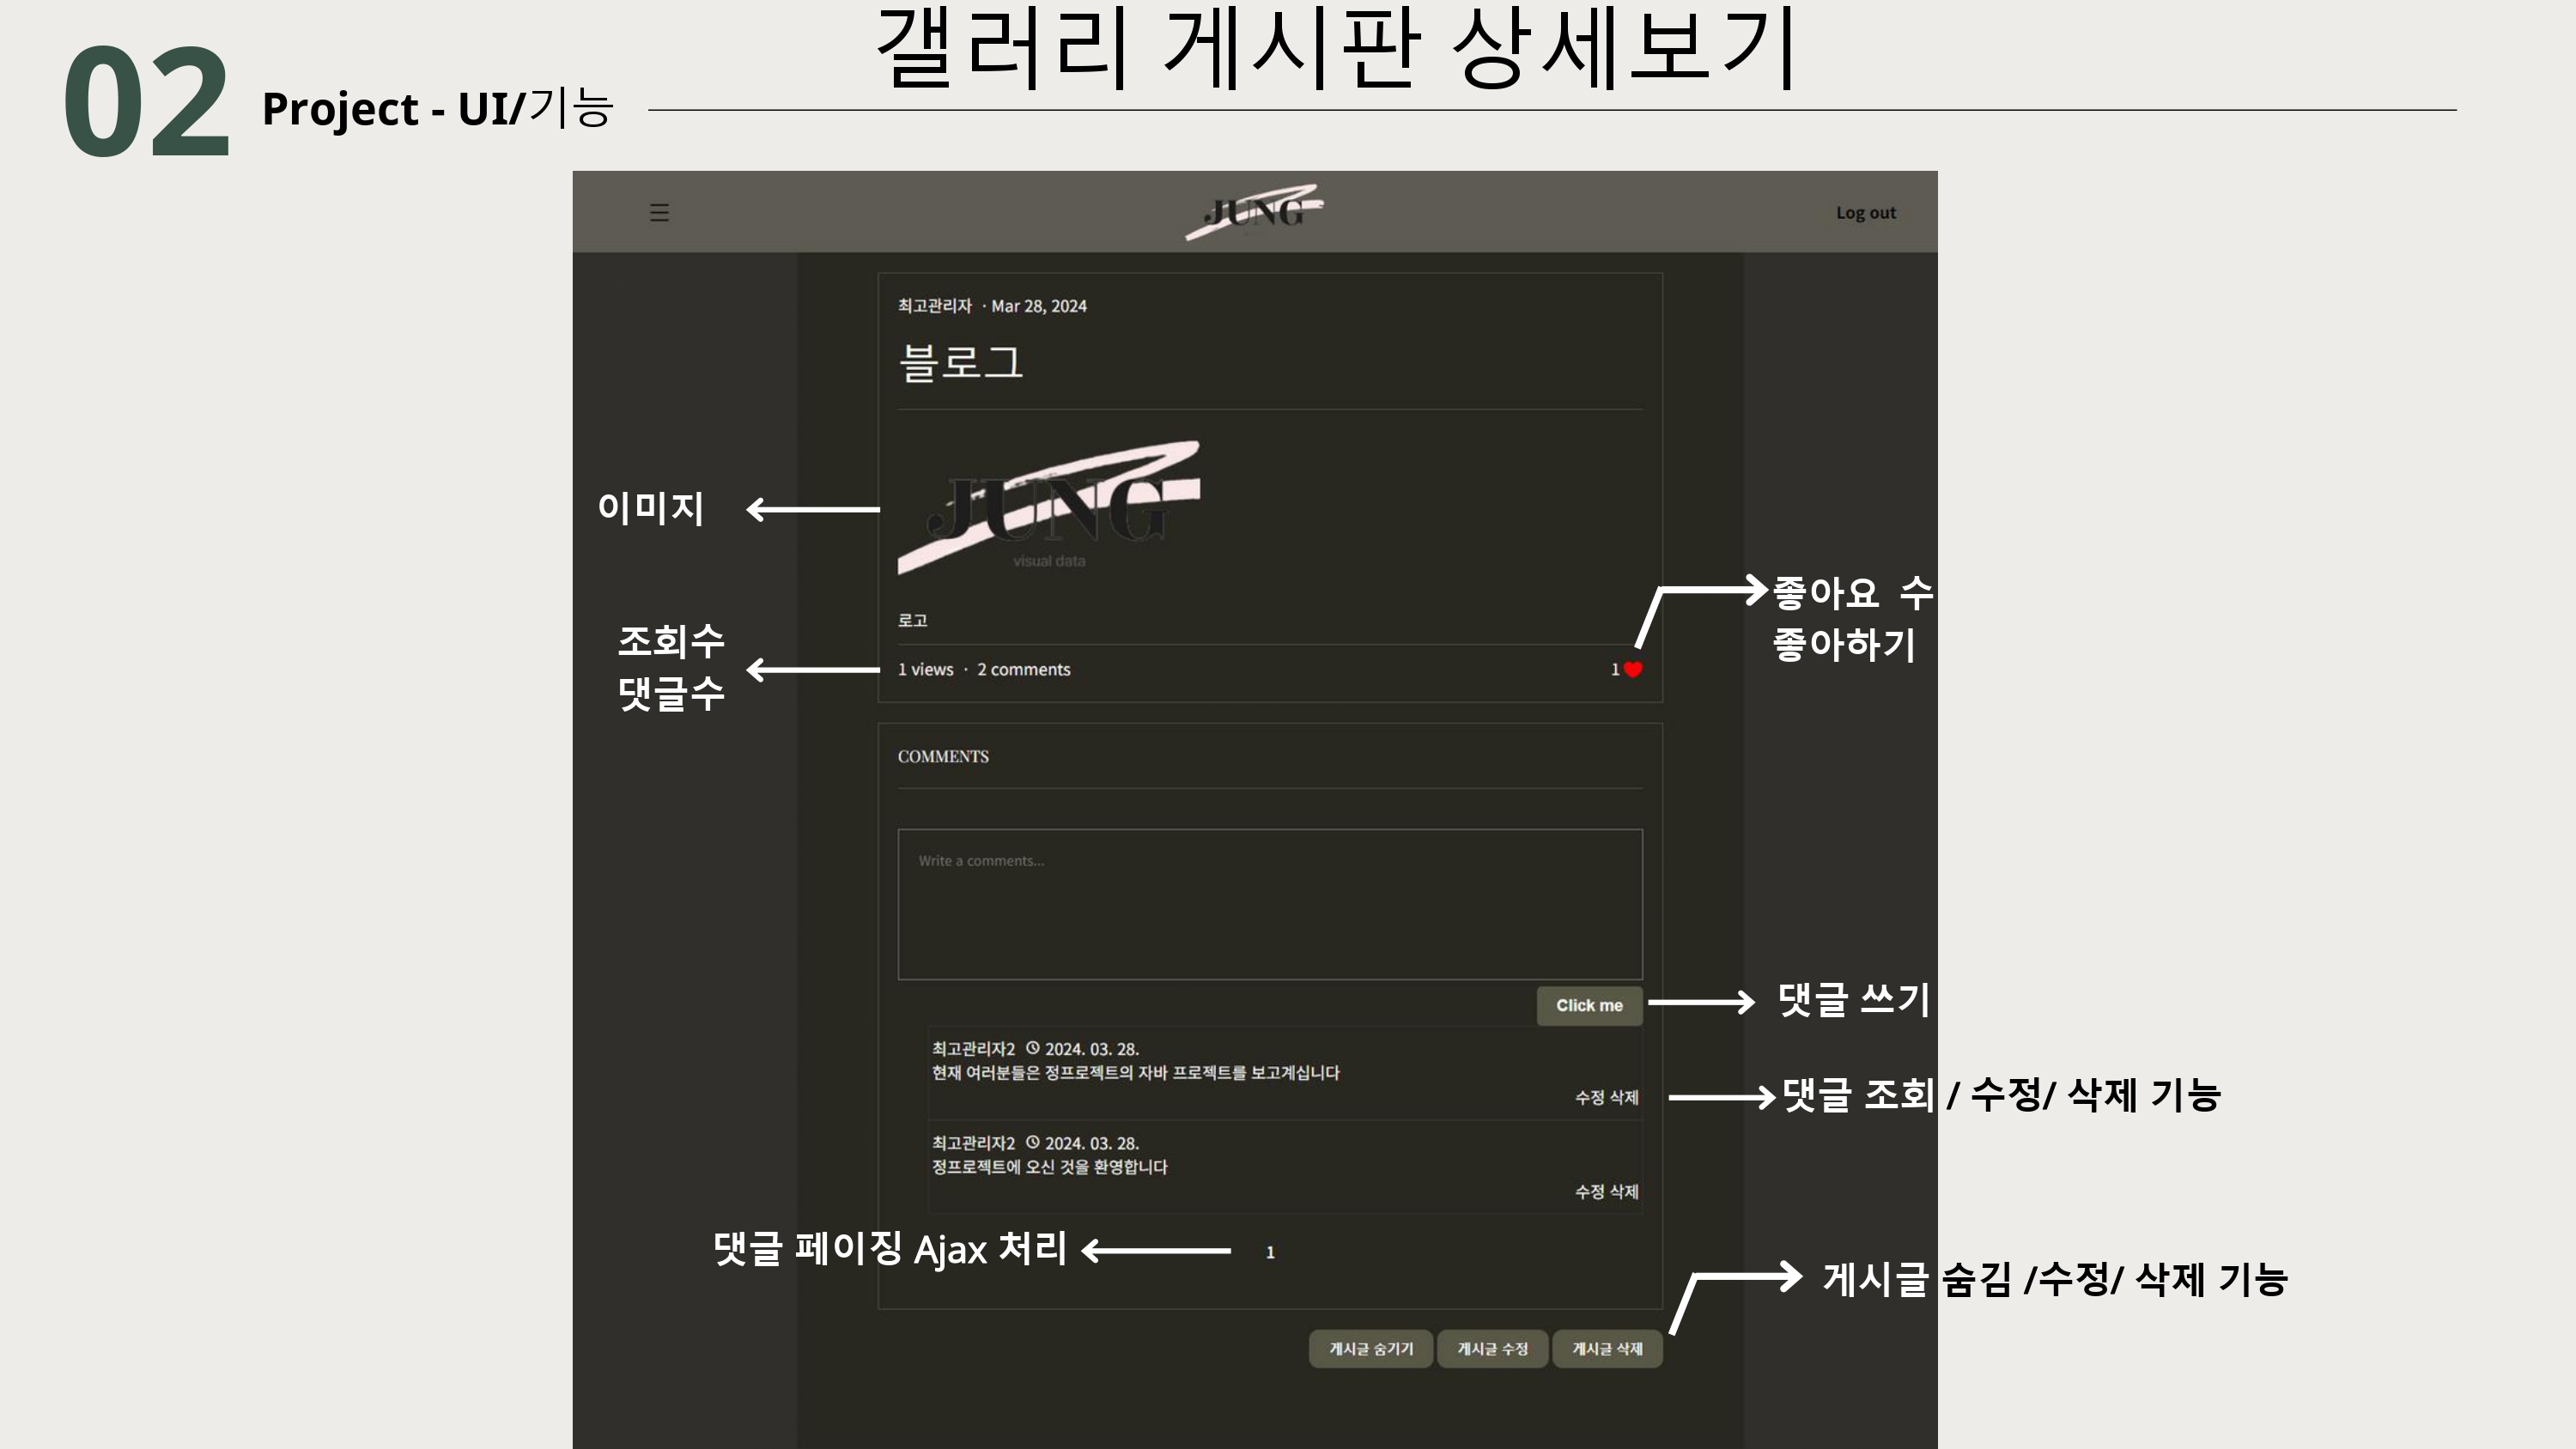 갤러리 게시판 상세보기
02
Project - UI/기능
JUNG
Log out
최고관리자 · Mar 28, 2024
블로그
JUNG
visual data
이미지
로고
좋아요 수
좋아하기
조회수
댓글수
1 views · 2 comments
1
COMMENTS
Write a comments...
Click me
댓글 쓰기
최고관리자2 2024. 03. 28.
현재 여러분들은 정프로젝트의 자바 프로젝트를 보고계십니다
수정 삭제
댓글 조회 / 수정/ 삭제 기능
최고관리자2 2024. 03. 28.
정프로젝트에 오신 것을 환영합니다
수정 삭제
댓글 페이징 Ajax 처리
1
게시글 숨김 /수정/ 삭제 기능
게시글 숨기기
게시글 수정
게시글 삭제